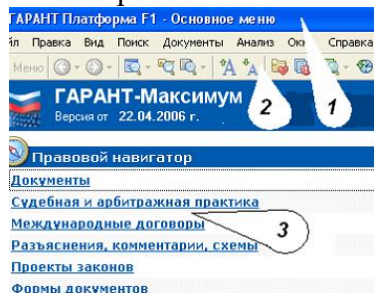 ГАРАНТ Платформа F1 - Основное меню
йл Правка Вид Поиск Документы Анализ Окн Справка
Меню
ГАРАНТ-Максимум
Версия от 22.04.2006 г.
2
1
Правовой навигатор
Документы
Судебная и арбитражная практика
Международные договоры
3
Разъяснения, комментарии, схемы
Проекты законов
Формы документов